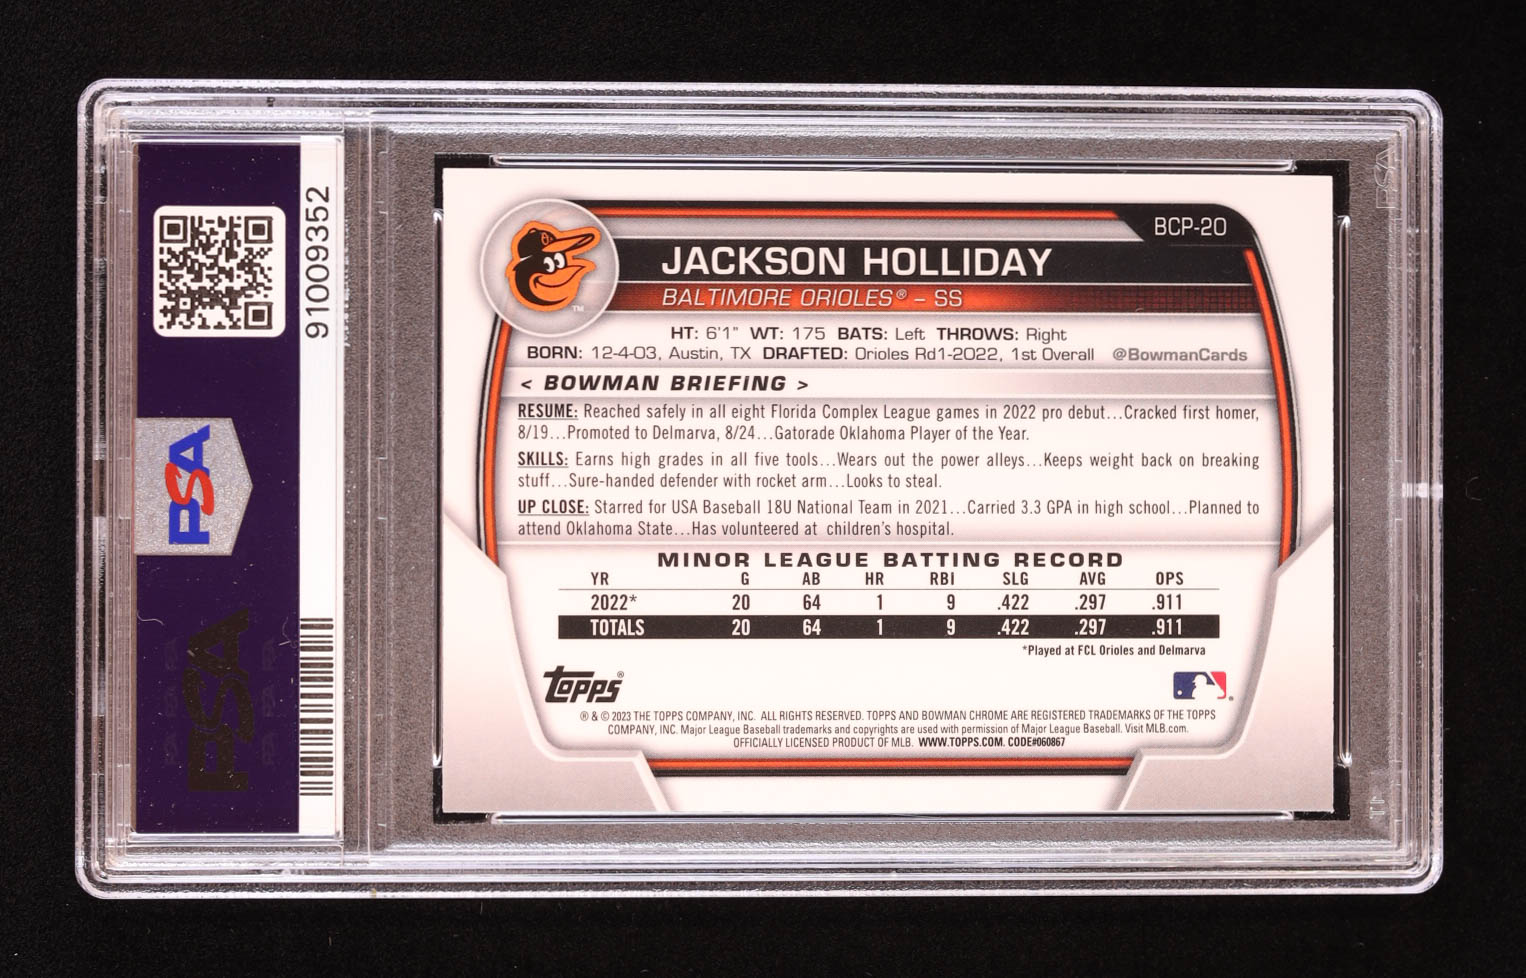 91009352
PSA
PSA
BCP-20
JACKSON HOLLIDAY
BALTIMORE ORIOLES® - SS
HT: 6'1" WT: 175 BATS: Left THROWS: Right
BORN: 12-4-03, Austin, TX DRAFTED: Orioles Rd1-2022, 1st Overall @BowmanCards
< BOWMAN BRIEFING >
RESUME: Reached safely in all eight Florida Complex League games in 2022 pro debut...Cracked first homer,
8/19...Promoted to Delmarva, 8/24...Gatorade Oklahoma Player of the Year.
SKILLS: Earns high grades in all five tools...Wears out the power alleys...Keeps weight back on breaking
stuff...Sure-handed defender with rocket arm...Looks to steal.
UP CLOSE: Starred for USA Baseball 18U National Team in 2021...Carried 3.3 GPA in high school...Planned to
attend Oklahoma State...Has volunteered at children's hospital.
MINOR LEAGUE BATTING RECORD
YR G AB HR RBI SLG AVG OPS
2022* 20 64 1 9 .422 .297 .911
TOTALS 20 64 1 9 .422 .297 .911
*Played at FCL Orioles and Delmarva
topps®
® & © 2023 THE TOPPS COMPANY, INC. ALL RIGHTS RESERVED. TOPPS AND BOWMAN CHROME ARE REGISTERED TRADEMARKS OF THE TOPPS
COMPANY, INC. Major League Baseball trademarks and copyrights are used with permission of Major League Baseball. Visit MLB.com.
OFFICIALLY LICENSED PRODUCT OF MLB. WWW.TOPPS.COM. CODE#060867